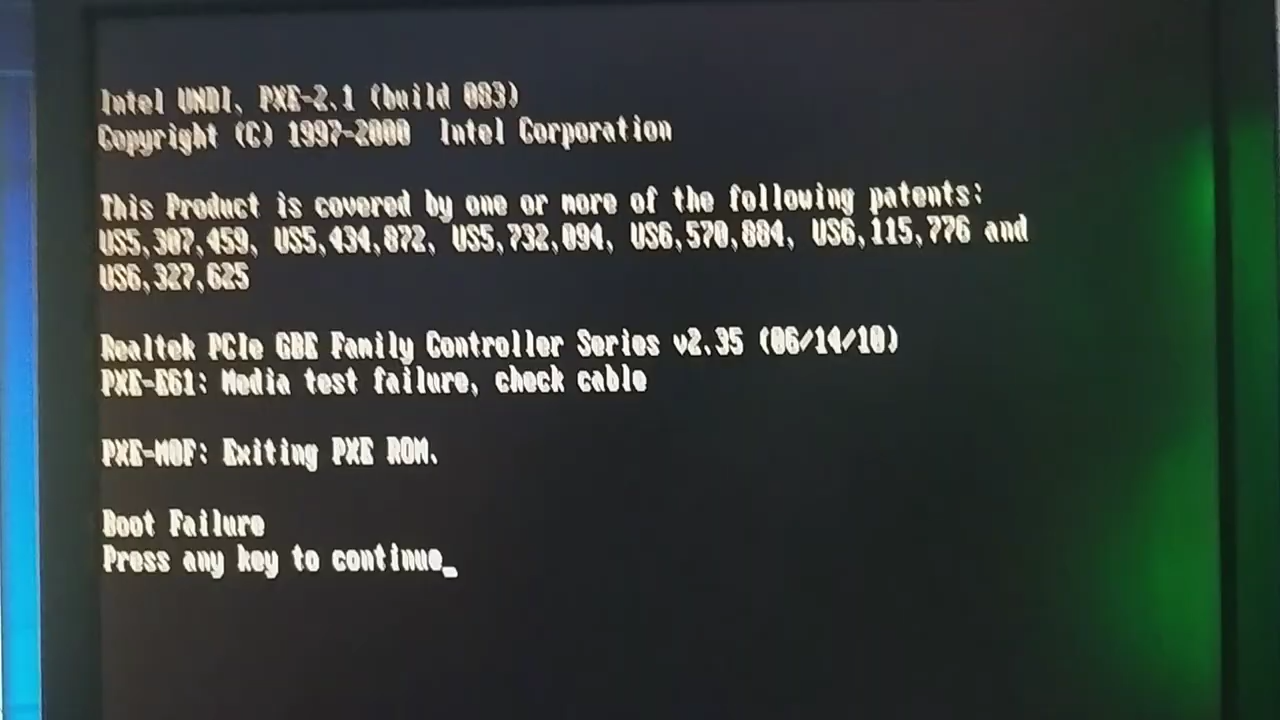 Intel UNDI, PXE-2.1 (build 083)
Copyright (C) 1997-2000 Intel Corporation
This Product is covered by one or more of the following patents:
US5,307,459, US5,434,872, US5,732,094, US6,570,884, US6,115,776 and
US6,327,625
Realtek PCIe GBE Family Controller Series v2.35 (06/14/10)
PXE-E61: Media test failure, check cable
PXE-M0F: Exiting PXE ROM.
Boot Failure
Press any key to continue_